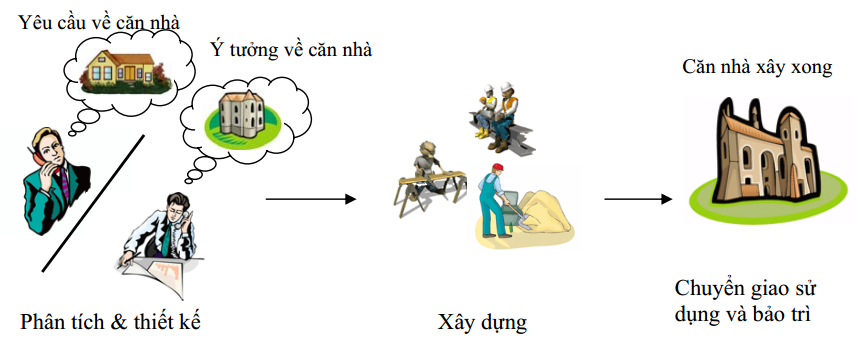 Yêu cầu về căn nhà
Ý tưởng về căn nhà
Căn nhà xây xong
Phân tích & thiết kế
Xây dựng
Chuyển giao sử
dụng và bảo trì